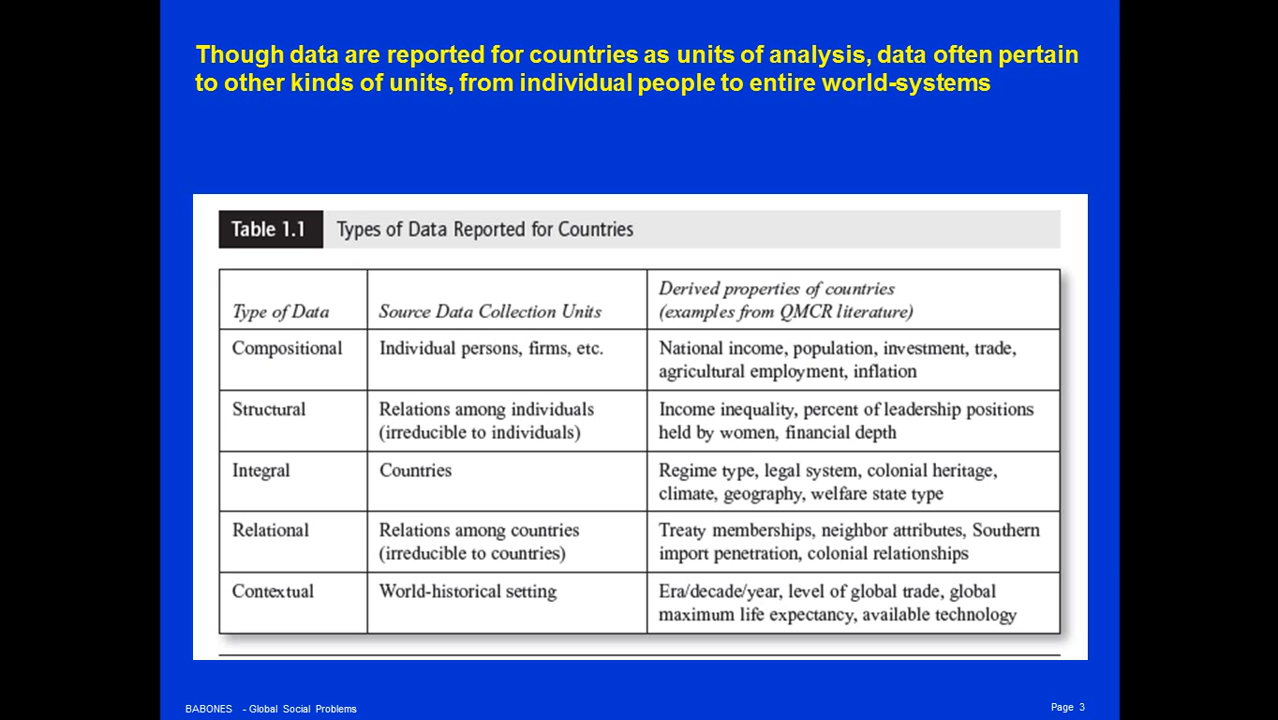 Though data are reported for countries as units of analysis, data often pertain
to other kinds of units, from individual people to entire world-systems
Table 1.1 Types of Data Reported for Countries
Type of Data
Source Data Collection Units
Derived properties of countries
(examples from QMCR literature)
Compositional
Individual persons, firms, etc.
National income, population, investment, trade,
agricultural employment, inflation
Structural
Relations among individuals
(irreducible to individuals)
Income inequality, percent of leadership positions
held by women, financial depth
Integral
Countries
Regime type, legal system, colonial heritage,
climate, geography, welfare state type
Relational
Relations among countries
(irreducible to countries)
Treaty memberships, neighbor attributes, Southern
import penetration, colonial relationships
Contextual
World-historical setting
Era/decade/year, level of global trade, global
maximum life expectancy, available technology
BABONES - Global Social Problems
Page 3